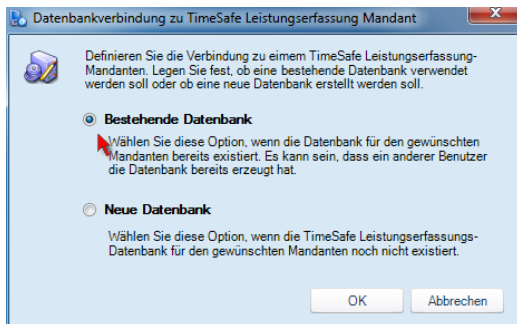 Datenbankverbindung zu TimeSafe Leistungserfassung Mandant
Definieren Sie die Verbindung zu eimem TimeSafe Leistungserfassung-
Mandanten. Legen Sie fest, ob eine bestehende Datenbank verwendet
werden soll oder ob eine neue Datenbank erstellt werden soll.
Bestehende Datenbank
Wählen Sie diese Option, wenn die Datenbank für den gewünschten
Mandanten bereits existiert. Es kann sein, dass ein anderer Benutzer
die Datenbank bereits erzeugt hat.
Neue Datenbank
Wählen Sie diese Option, wenn die TimeSafe Leistungserfassungs-
Datenbank für den gewünschten Mandanten noch nicht existiert.
OK Abbrechen